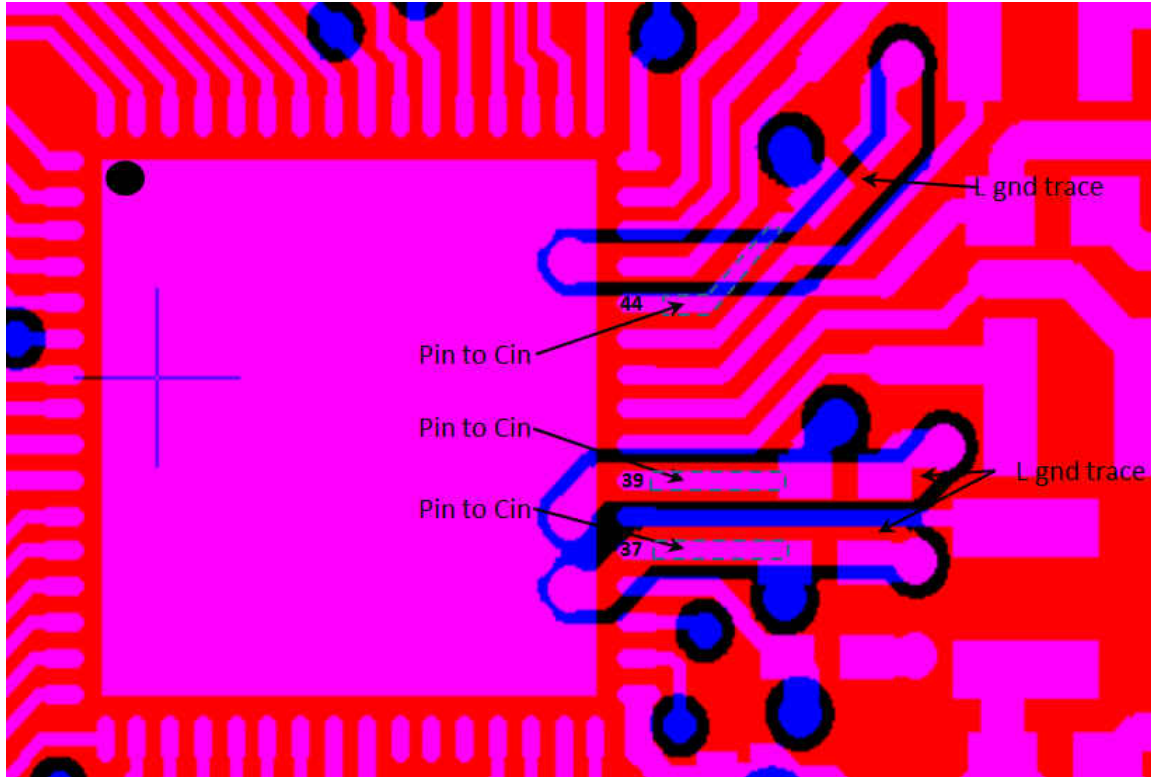 L gnd trace
44
Pin to Cin
Pin to Cin
39
L gnd trace
Pin to Cin
37